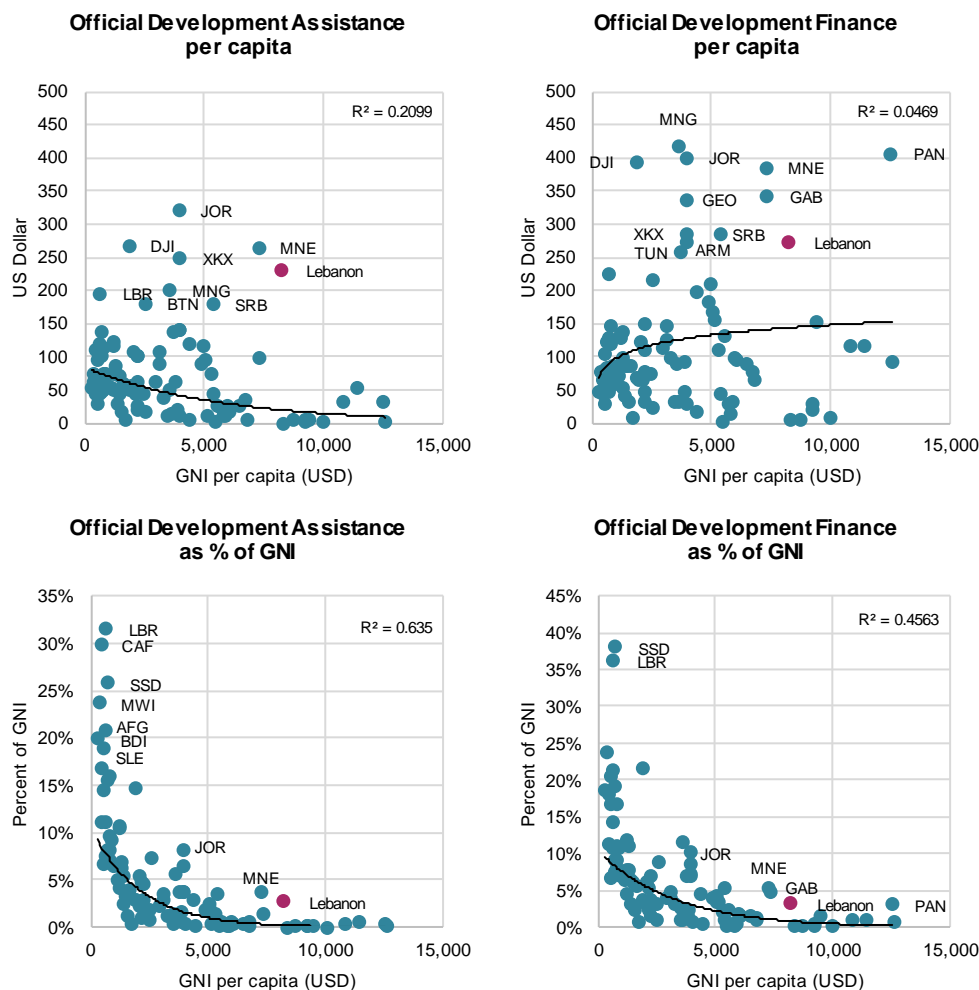 Official Development Assistance
per capita
500
450
400
350
300
250
200
150
100
50
0
US Dollar
R² = 0.2099
JOR
DJI
MNE
XKX
Lebanon
LBR
MNG
BTN
SRB
0
5,000
10,000
15,000
GNI per capita (USD)
Official Development Finance
per capita
500
450
400
350
300
250
200
150
100
50
0
US Dollar
R² = 0.0469
MNG
DJI
JOR
MNE
PAN
GEO
GAB
XKX
SRB
Lebanon
TUN
ARM
0
5,000
10,000
15,000
GNI per capita (USD)
Official Development Assistance
as % of GNI
35%
30%
25%
20%
15%
10%
5%
0%
Percent of GNI
R² = 0.635
LBR
CAF
SSD
MWI
AFG
BDI
SLE
JOR
MNE
Lebanon
0
5,000
10,000
15,000
GNI per capita (USD)
Official Development Finance
as % of GNI
45%
40%
35%
30%
25%
20%
15%
10%
5%
0%
Percent of GNI
R² = 0.4563
SSD
LBR
JOR
MNE
GAB
Lebanon
PAN
0
5,000
10,000
15,000
GNI per capita (USD)